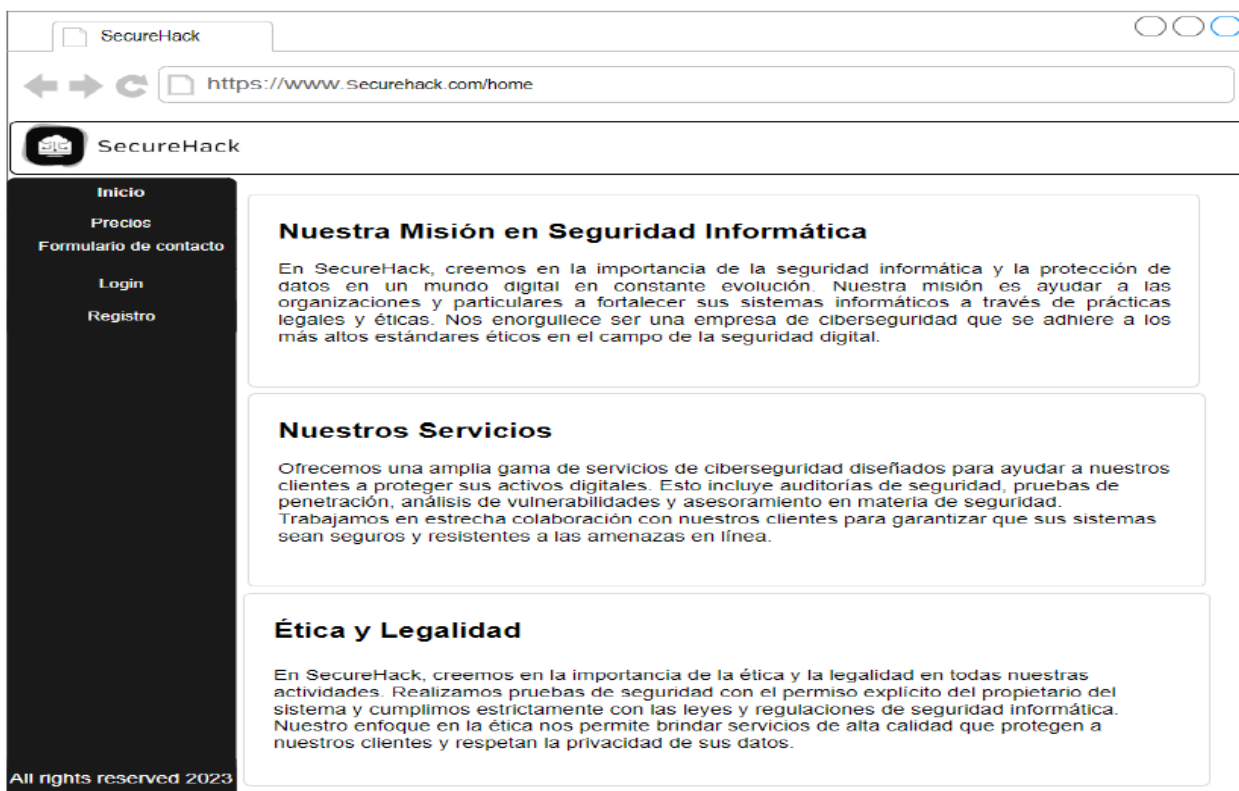 SecureHack
https://www.securehack.com/home
SecureHack
Inicio
Precios
Formulario de contacto
Login
Registro
Nuestra Misión en Seguridad Informática
En SecureHack, creemos en la importancia de la seguridad informática y la protección de
datos en un mundo digital en constante evolución. Nuestra misión es ayudar a las
organizaciones y particulares a fortalecer sus sistemas informáticos a través de prácticas
legales y éticas. Nos enorgullece ser una empresa de ciberseguridad que se adhiere a los
más altos estándares éticos en el campo de la seguridad digital.
Nuestros Servicios
Ofrecemos una amplia gama de servicios de ciberseguridad diseñados para ayudar a nuestros
clientes a proteger sus activos digitales. Esto incluye auditorías de seguridad, pruebas de
penetración, análisis de vulnerabilidades y asesoramiento en materia de seguridad.
Trabajamos en estrecha colaboración con nuestros clientes para garantizar que sus sistemas
sean seguros y resistentes a las amenazas en línea.
Ética y Legalidad
En SecureHack, creemos en la importancia de la ética y la legalidad en todas nuestras
actividades. Realizamos pruebas de seguridad con el permiso explícito del propietario del
sistema y cumplimos estrictamente con las leyes y regulaciones de seguridad informática.
Nuestro enfoque en la ética nos permite brindar servicios de alta calidad que protegen a
nuestros clientes y respetan la privacidad de sus datos.
All rights reserved 2023